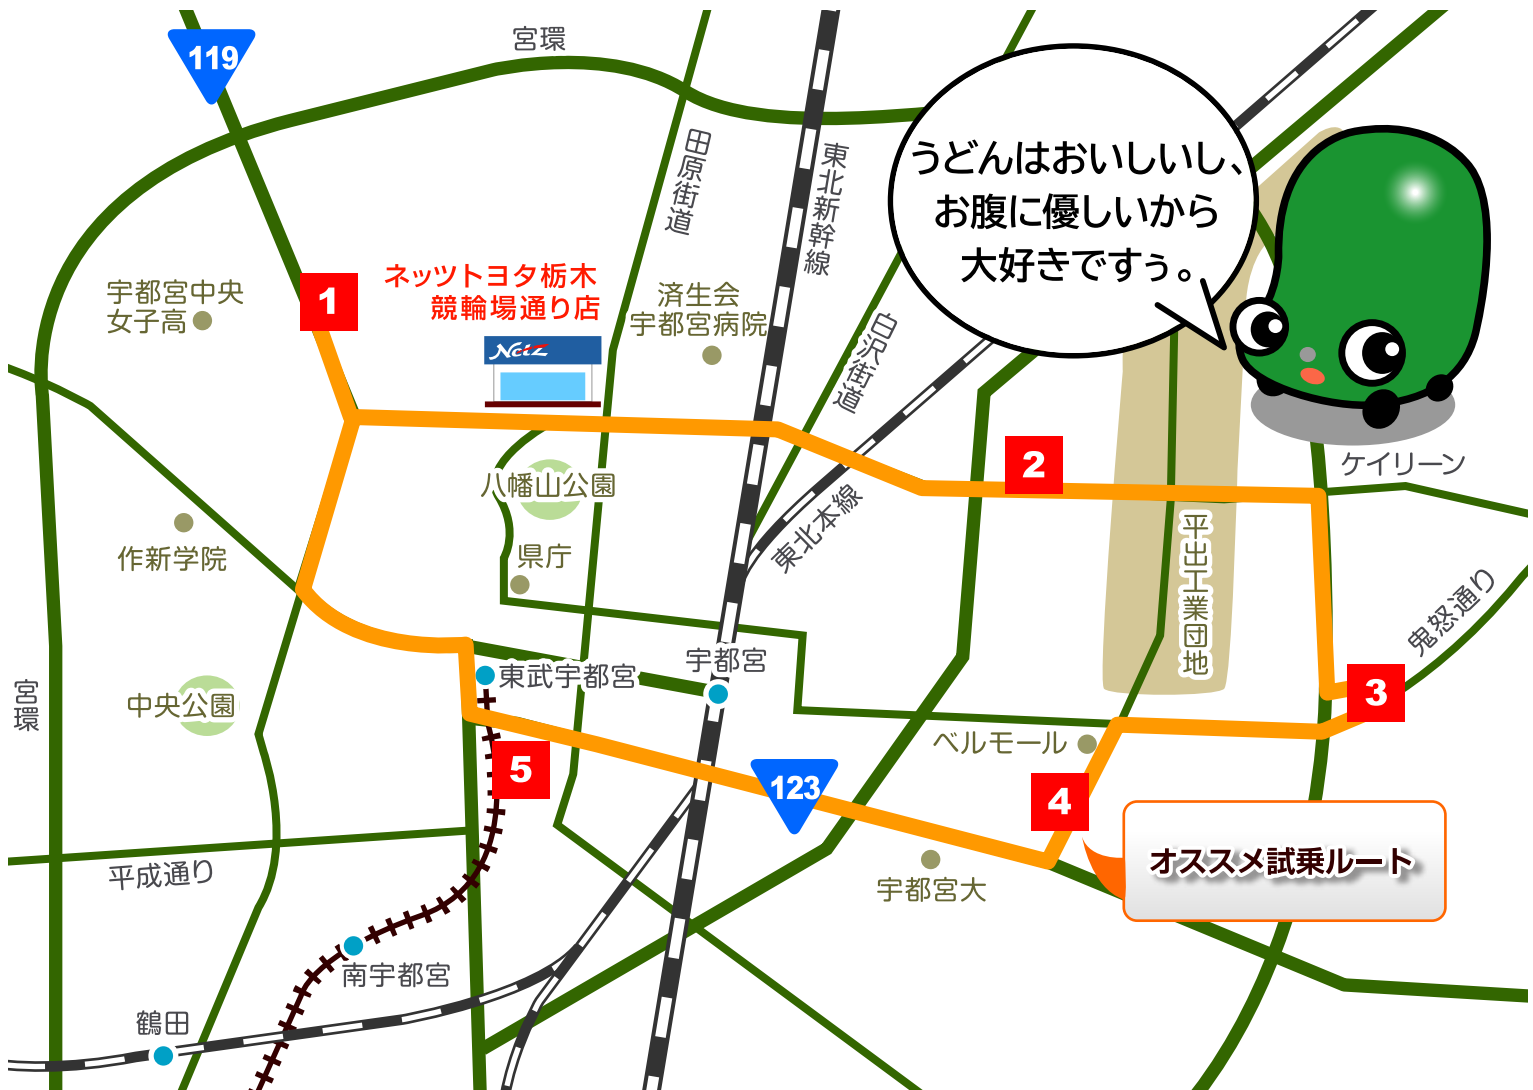 119
宮環
田原街道
東北新幹線
うどんはおいしいし、
お腹に優しいから
大好きですぅ。
宇都宮中央
女子高
1
ネッツトヨタ栃木
競輪場通り店
Netz
済生会
宇都宮病院
白沢街道
2
ケイリーン
八幡山公園
東北本線
作新学院
県庁
平出工業団地
鬼怒通り
宮環
中央公園
東武宇都宮
宇都宮
3
ベルモール
5
123
4
オススメ試乗ルート
平成通り
宇都宮大
南宇都宮
鶴田